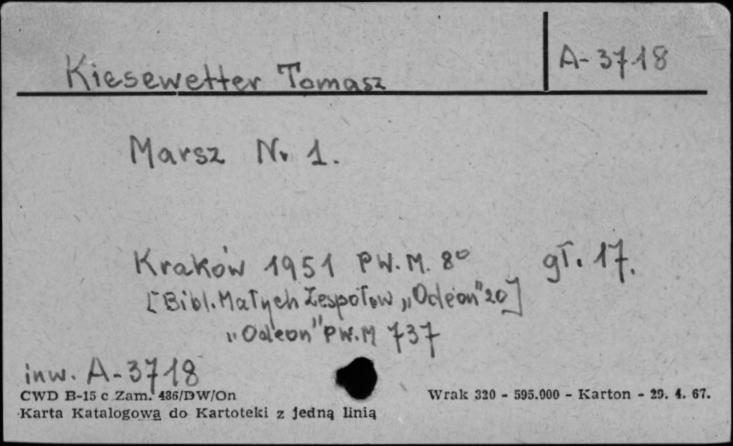 Kiesewetter Tomasz
A-3718
Marsz Nr 1.
Kraków 1951 PW.M. 8° gł. 17.
[Bibl. Małych Zespołów „Odeon" 20]
„Odeon" PW.M 737
inw. A-3718
CWD B-15 c Zam. 436/DW/On Wrak 320 - 595.000 - Karton - 29. 4. 67.
Karta Katalogowa do Kartoteki z jedną linią